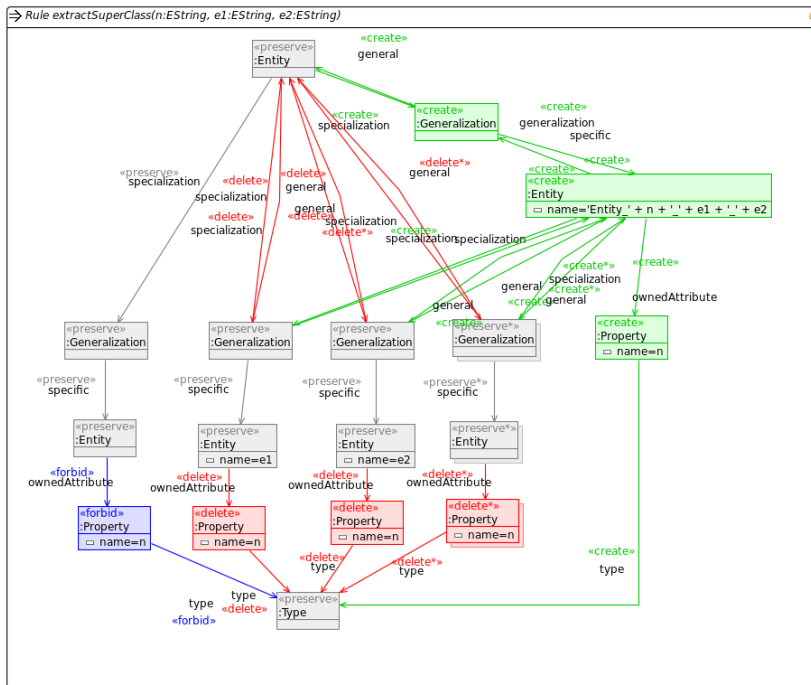 Rule extractSuperClass(n:EString, e1:EString, e2:EString)
«create»
general
«preserve»
:Entity
«create»
:Generalization
«create»
generalization
specific
«create»
specialization
«create»
«delete*»
general
«preserve»
specialization
«delete»
specialization
«delete»
general
«create»
:Entity
name='Entity_' + n + '_' + e1 + '_' + e2
«delete»
specialization
general
«delete»
specialization
«delete*»
«create»
specialization
specialization
«create»
ownedAttribute
«create*»
specialization
general
«create*»
general
«create»
general
«create»
«preserve»
:Generalization
«preserve»
:Generalization
«preserve»
:Generalization
«preserve*»
:Generalization
«create»
:Property
name=n
«preserve»
specific
«preserve»
specific
«preserve»
specific
«preserve*»
specific
«preserve»
:Entity
«preserve»
:Entity
name=e1
«preserve»
:Entity
name=e2
«preserve*»
:Entity
«forbid»
ownedAttribute
«delete»
ownedAttribute
«delete»
ownedAttribute
«delete*»
ownedAttribute
«forbid»
:Property
name=n
«delete»
:Property
name=n
«delete»
:Property
name=n
«delete*»
:Property
name=n
«create»
type
«delete»
type
«delete*»
type
type
«forbid»
type
«delete»
«preserve»
:Type